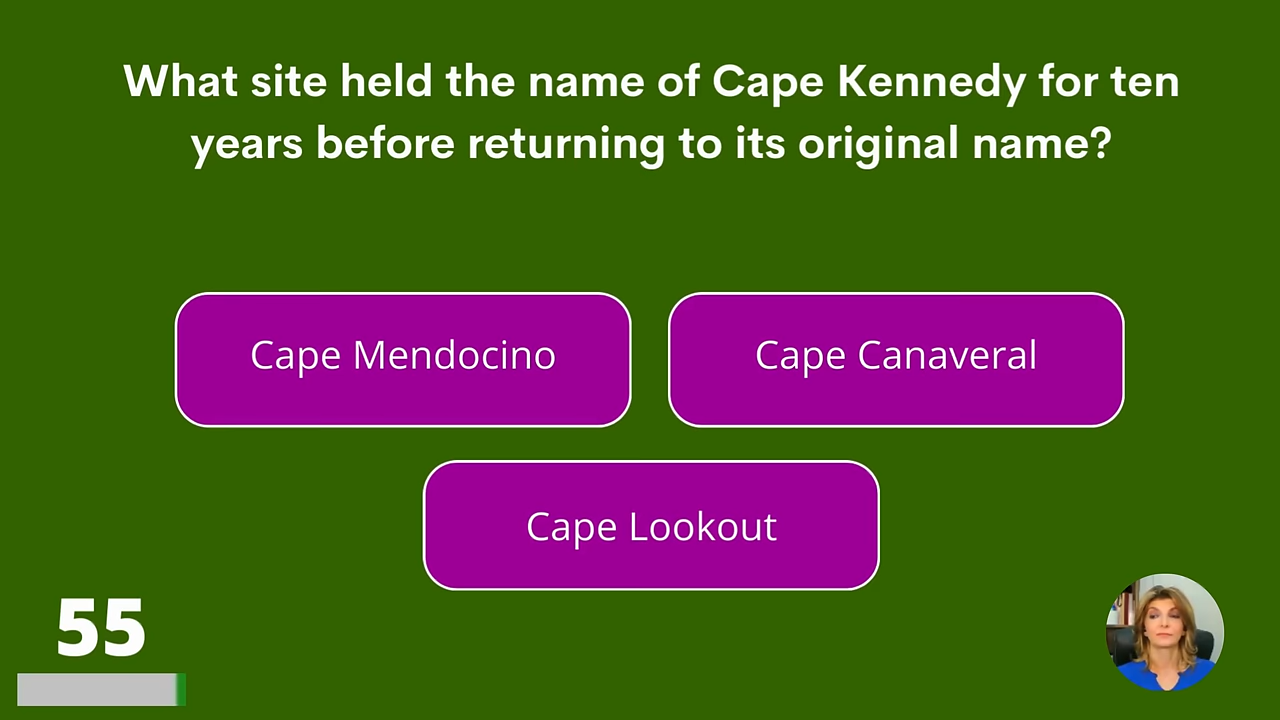 What site held the name of Cape Kennedy for ten
years before returning to its original name?
Cape Mendocino
Cape Canaveral
Cape Lookout
55